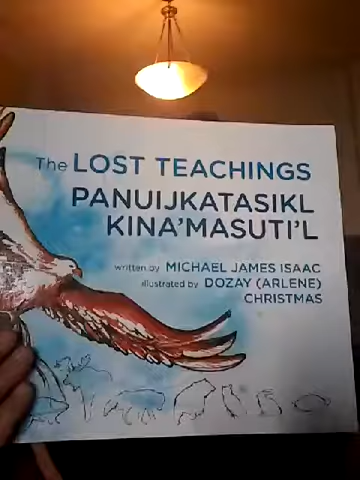 The LOST TEACHINGS
PANUIJKATASIKL
KINA'MASUTI'L
written by MICHAEL JAMES ISAAC
illustrated by DOZAY (ARLENE)
CHRISTMAS